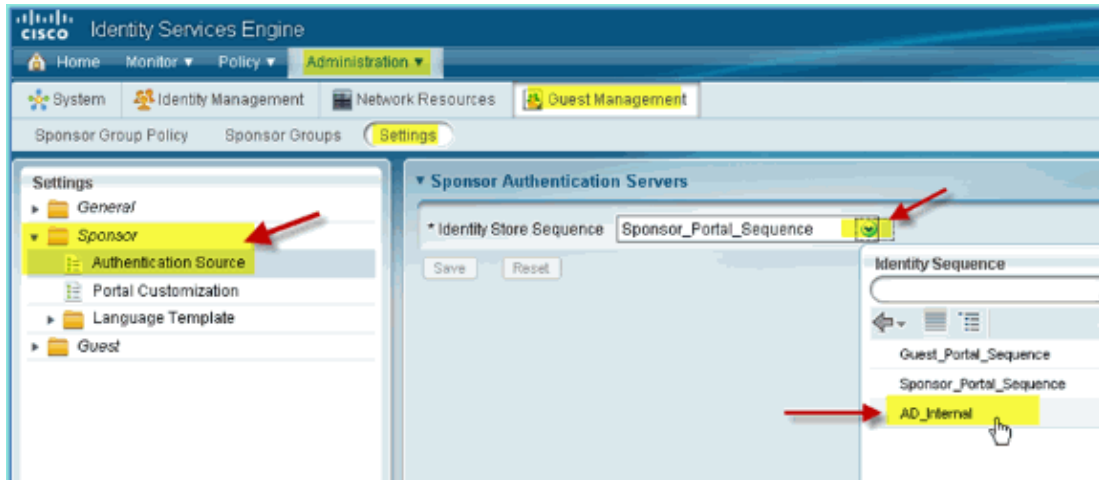 CISCO Identity Services Engine
Home Monitor ▼ Policy ▼ Administration ▼
System Identity Management Network Resources Guest Management
Sponsor Group Policy Sponsor Groups Settings
Settings
General
Sponsor
Authentication Source
Portal Customization
Language Template
Guest
Sponsor Authentication Servers
* Identity Store Sequence Sponsor_Portal_Sequence
Save Reset
Identity Sequence
Guest_Portal_Sequence
Sponsor_Portal_Sequence
AD_Internal